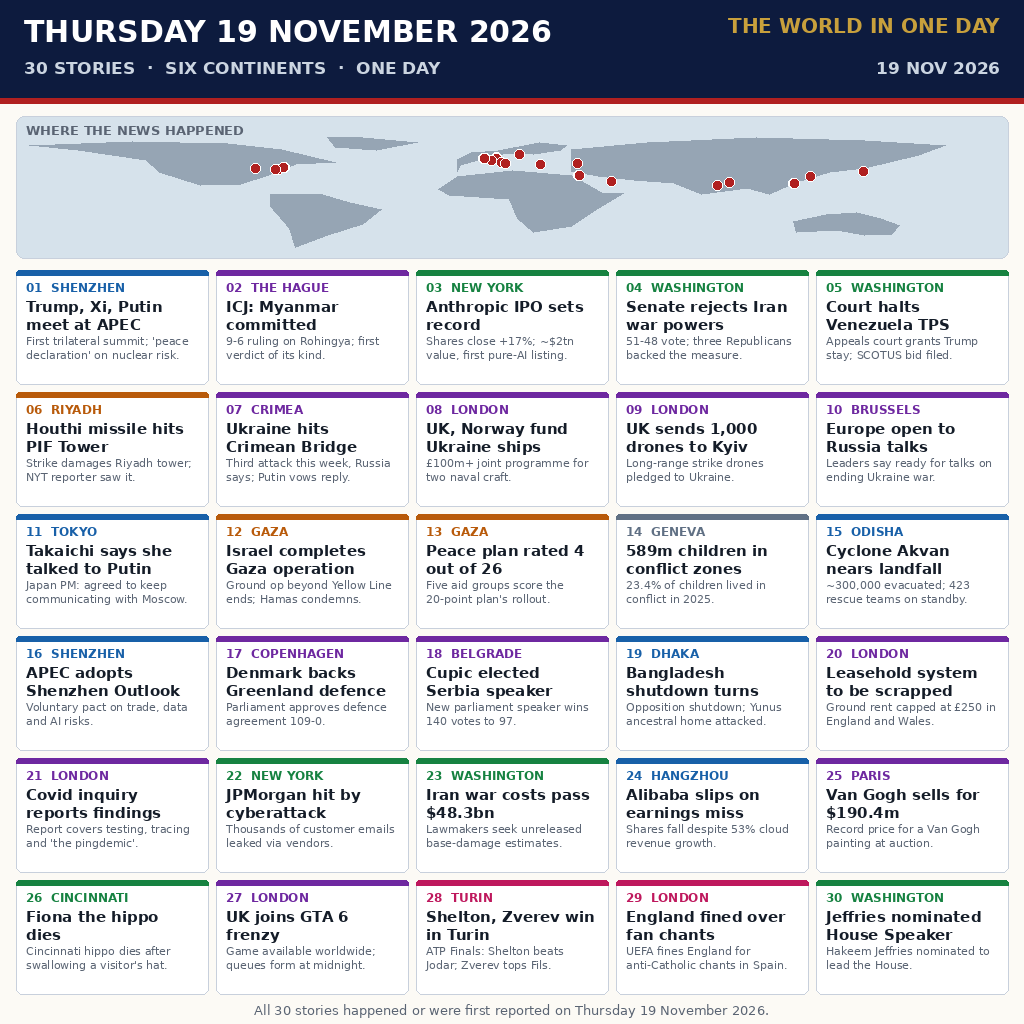 THURSDAY 19 NOVEMBER 2026
THE WORLD IN ONE DAY
30 STORIES · SIX CONTINENTS · ONE DAY
19 NOV 2026
WHERE THE NEWS HAPPENED
01 SHENZHEN
Trump, Xi, Putin
meet at APEC
First trilateral summit; 'peace
declaration' on nuclear risk.
02 THE HAGUE
ICJ: Myanmar
committed
9-6 ruling on Rohingya; first
verdict of its kind.
03 NEW YORK
Anthropic IPO sets
record
Shares close +17%; ~$2tn
value, first pure-AI listing.
04 WASHINGTON
Senate rejects Iran
war powers
51-48 vote; three Republicans
backed the measure.
05 WASHINGTON
Court halts
Venezuela TPS
Appeals court grants Trump
stay; SCOTUS bid filed.
06 RIYADH
Houthi missile hits
PIF Tower
Strike damages Riyadh tower;
NYT reporter saw it.
07 CRIMEA
Ukraine hits
Crimean Bridge
Third attack this week, Russia
says; Putin vows reply.
08 LONDON
UK, Norway fund
Ukraine ships
£100m+ joint programme for
two naval craft.
09 LONDON
UK sends 1,000
drones to Kyiv
Long-range strike drones
pledged to Ukraine.
10 BRUSSELS
Europe open to
Russia talks
Leaders say ready for talks on
ending Ukraine war.
11 TOKYO
Takaichi says she
talked to Putin
Japan PM: agreed to keep
communicating with Moscow.
12 GAZA
Israel completes
Gaza operation
Ground op beyond Yellow Line
ends; Hamas condemns.
13 GAZA
Peace plan rated 4
out of 26
Five aid groups score the
20-point plan's rollout.
14 GENEVA
589m children in
conflict zones
23.4% of children lived in
conflict in 2025.
15 ODISHA
Cyclone Akvan
nears landfall
~300,000 evacuated; 423
rescue teams on standby.
16 SHENZHEN
APEC adopts
Shenzhen Outlook
Voluntary pact on trade, data
and AI risks.
17 COPENHAGEN
Denmark backs
Greenland defence
Parliament approves defence
agreement 109-0.
18 BELGRADE
Cupic elected
Serbia speaker
New parliament speaker wins
140 votes to 97.
19 DHAKA
Bangladesh
shutdown turns
Opposition shutdown; Yunus
ancestral home attacked.
20 LONDON
Leasehold system
to be scrapped
Ground rent capped at £250 in
England and Wales.
21 LONDON
Covid inquiry
reports findings
Report covers testing, tracing
and 'the pingdemic'.
22 NEW YORK
JPMorgan hit by
cyberattack
Thousands of customer emails
leaked via vendors.
23 WASHINGTON
Iran war costs pass
$48.3bn
Lawmakers seek unreleased
base-damage estimates.
24 HANGZHOU
Alibaba slips on
earnings miss
Shares fall despite 53% cloud
revenue growth.
25 PARIS
Van Gogh sells for
$190.4m
Record price for a Van Gogh
painting at auction.
26 CINCINNATI
Fiona the hippo
dies
Cincinnati hippo dies after
swallowing a visitor's hat.
27 LONDON
UK joins GTA 6
frenzy
Game available worldwide;
queues form at midnight.
28 TURIN
Shelton, Zverev win
in Turin
ATP Finals: Shelton beats
Jodar; Zverev tops Fils.
29 LONDON
England fined over
fan chants
UEFA fines England for
anti-Catholic chants in Spain.
30 WASHINGTON
Jeffries nominated
House Speaker
Hakeem Jeffries nominated to
lead the House.
All 30 stories happened or were first reported on Thursday 19 November 2026.